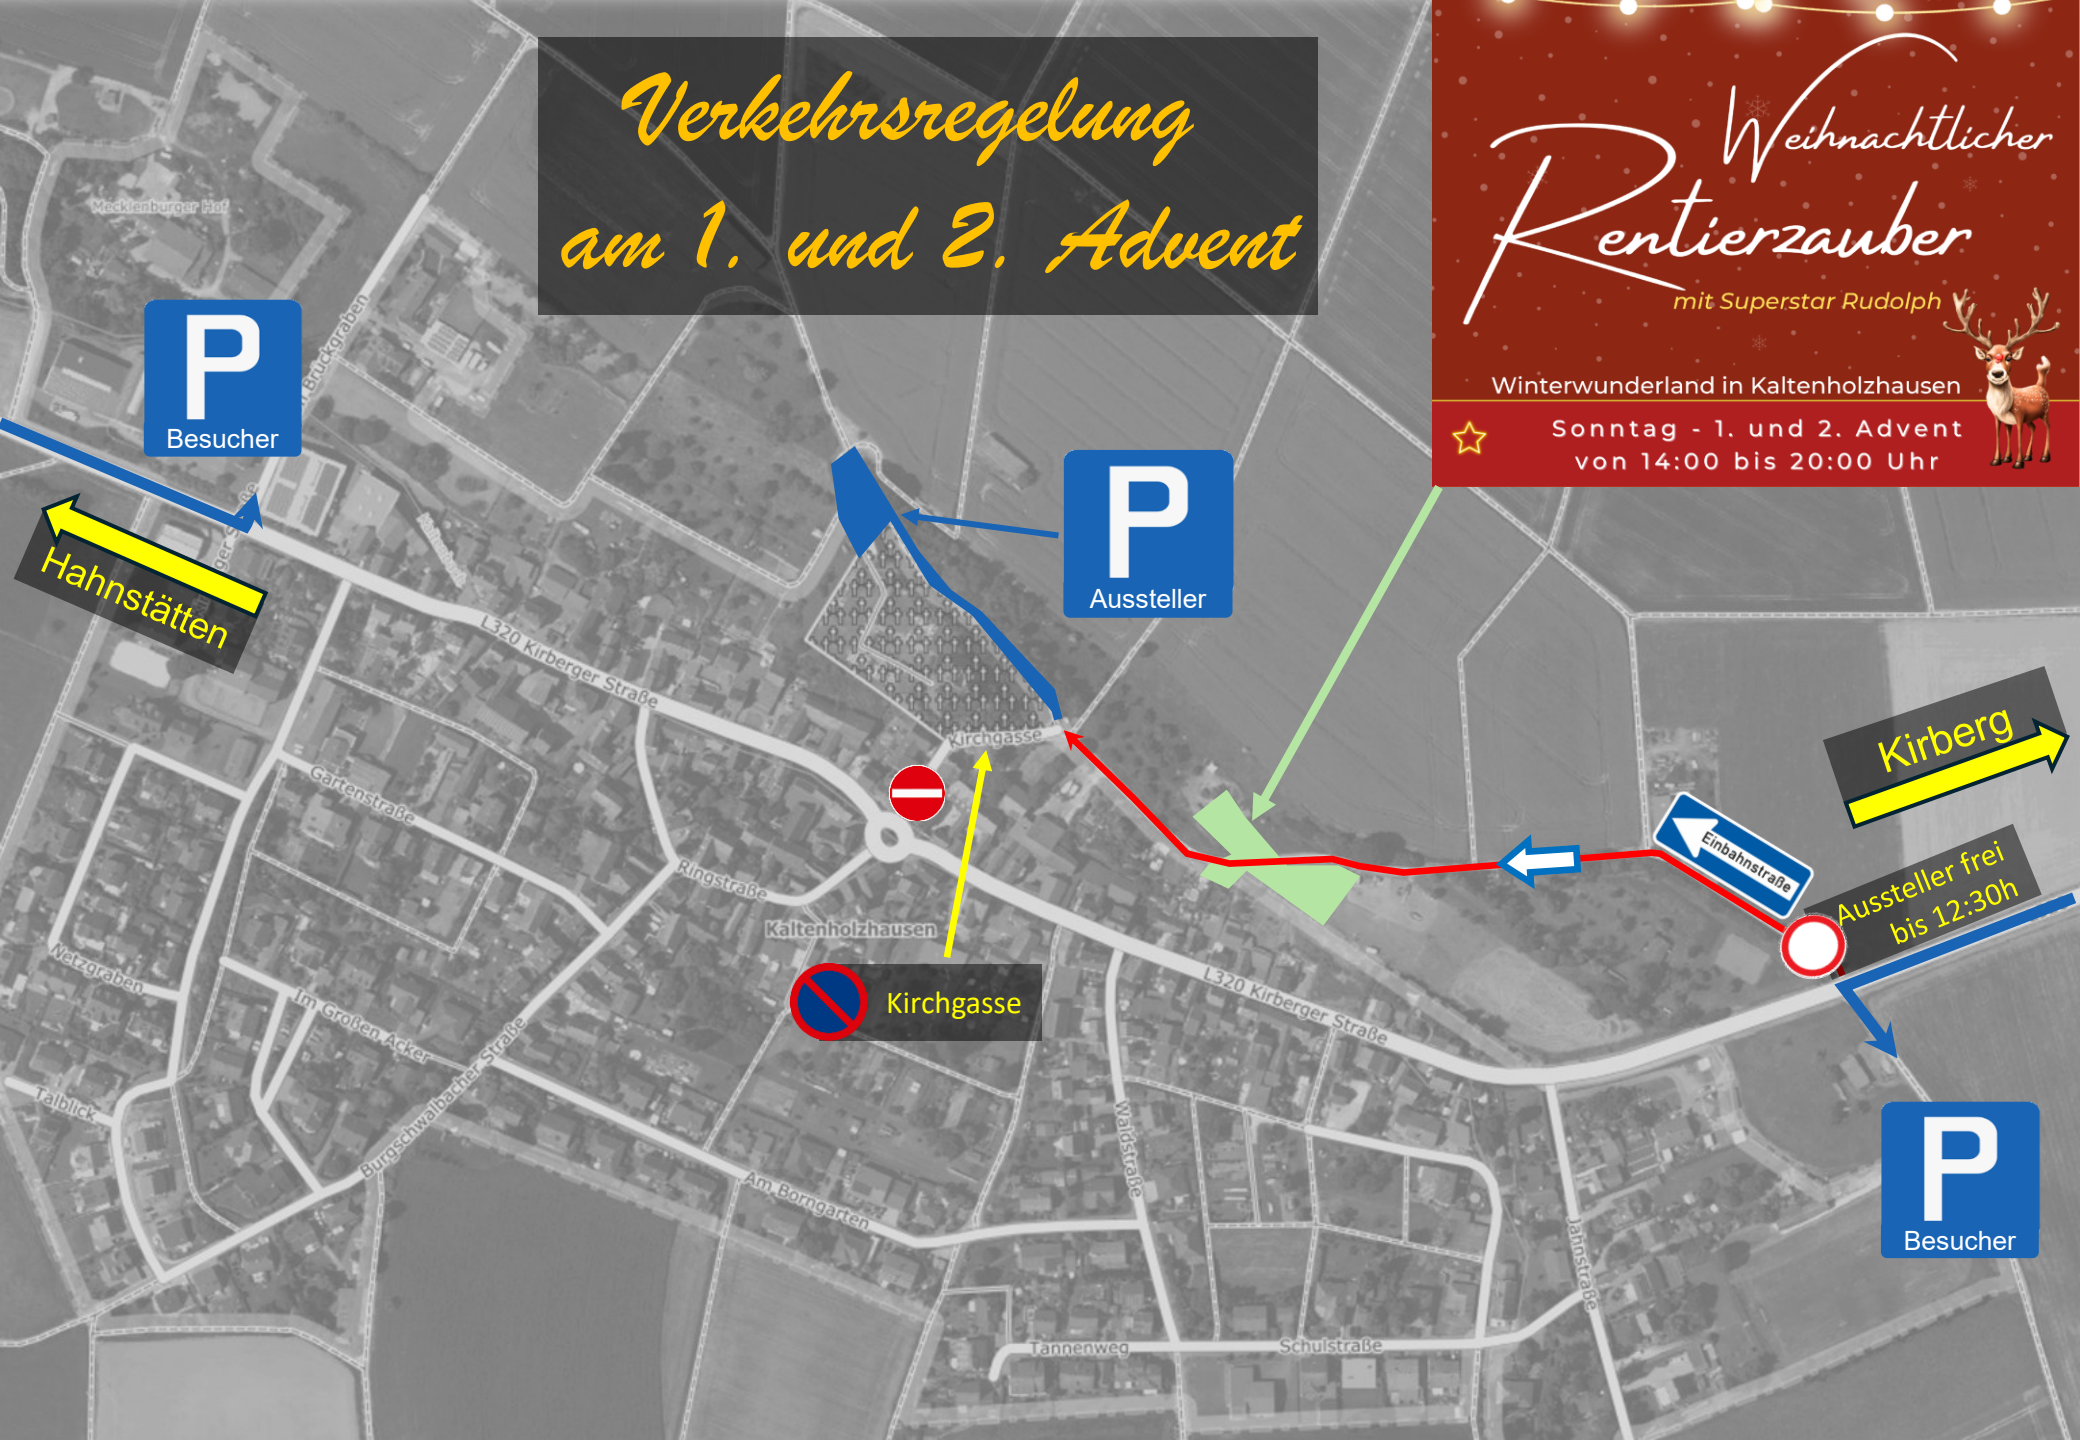 Verkehrsregelung
am 1. und 2. Advent
Weihnachtlicher
Rentierzauber
mit Superstar Rudolph
Winterwunderland in Kaltenholzhausen
Sonntag - 1. und 2. Advent
von 14:00 bis 20:00 Uhr
Mecklenburger Hof
Brückgraben
P
Besucher
Hahnstätten
P
Aussteller
L320 Kirberger Straße
Kirchgasse
Kirberg
Einbahnstraße
Aussteller frei
bis 12:30h
Gartenstraße
Ringstraße
Kaltenholzhausen
Kirchgasse
L320 Kirberger Straße
Netzgraben
Im Großen Acker
Talblick
Burgschwalbacher Straße
Waldstraße
Am Borngarten
Jahnstraße
P
Besucher
Tannenweg
Schulstraße